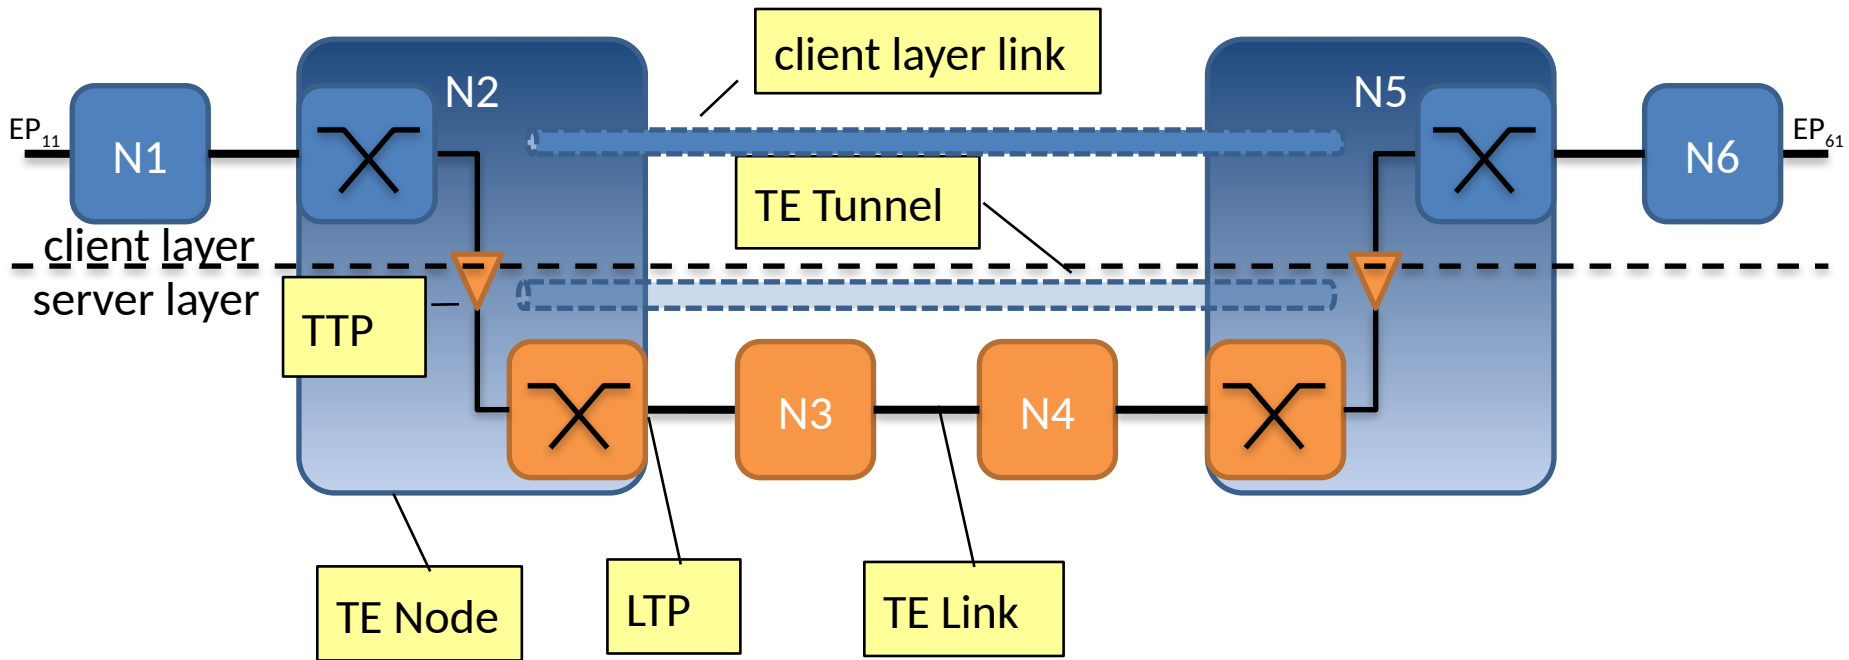 client layer link
N2
N5
EP11
N1
N6
EP61
TE Tunnel
client layer
server layer
TTP
N3
N4
TE Node
LTP
TE Link